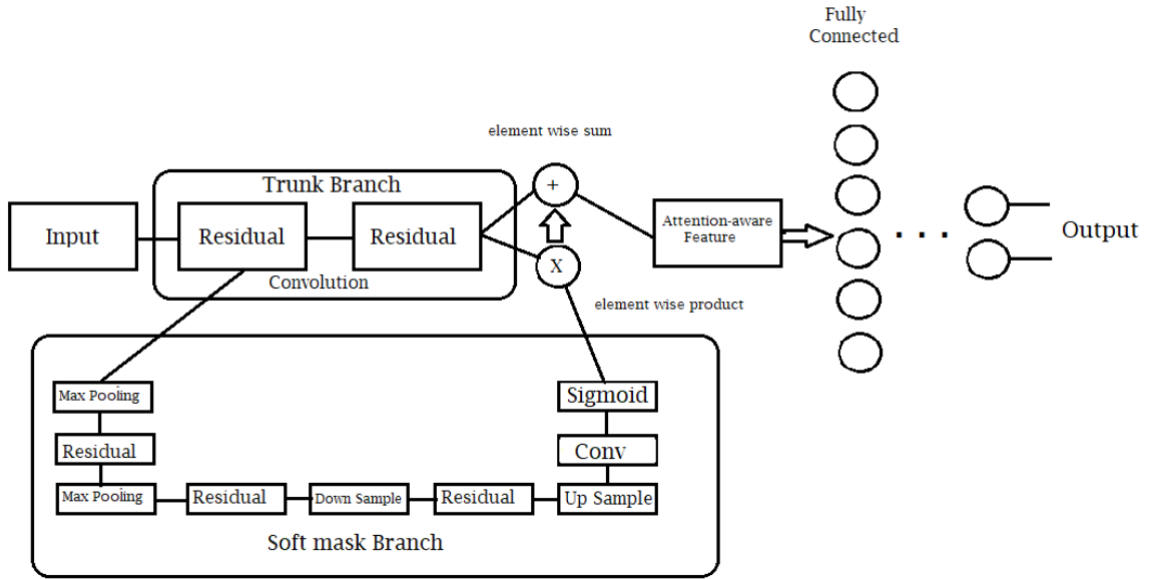 Fully
Connected
element wise sum
+
Trunk Branch
Input
Residual
Residual
Convolution
Attention-aware
Feature
. . .
Output
X
element wise product
Max Pooling
Residual
Max Pooling
Residual
Down Sample
Residual
Up Sample
Conv
Sigmoid
Soft mask Branch